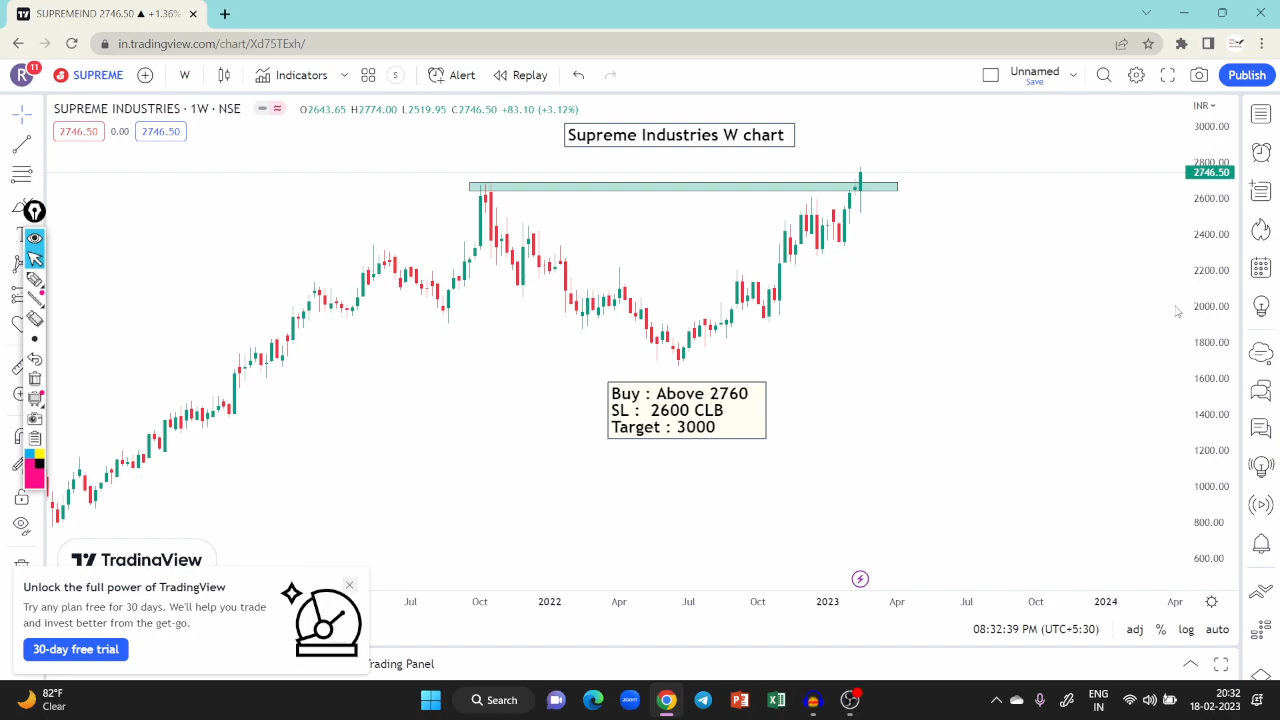 SUPREMEIND 2746.50 ▲ +1.36%
in.tradingview.com/chart/Xd75TExh/
R 11
SUPREME
W
Indicators
S
Alert
Replay
Unnamed
Save
Publish
SUPREME INDUSTRIES · 1W · NSE
O2643.65 H2774.00 L2519.95 C2746.50 +83.10 (+3.17%)
INR
2746.50 0.00 2746.50
Supreme Industries W chart
3000.00
2800.00
2746.50
2600.00
2400.00
2200.00
2000.00
1800.00
1600.00
1400.00
1200.00
1000.00
800.00
600.00
Buy : Above 2760
SL : 2600 CLB
Target : 3000
TradingView
Unlock the full power of TradingView
Try any plan free for 30 days. We'll help you trade
and invest better from the get-go.
30-day free trial
Jul Oct 2022 Apr Jul Oct 2023 Apr Jul Oct 2024 Apr
08:32:39 PM (UTC+5:30) adj % log auto
Trading Panel
82°F
Clear
Search
zoom
ENG
IN
20:32
18-02-2023